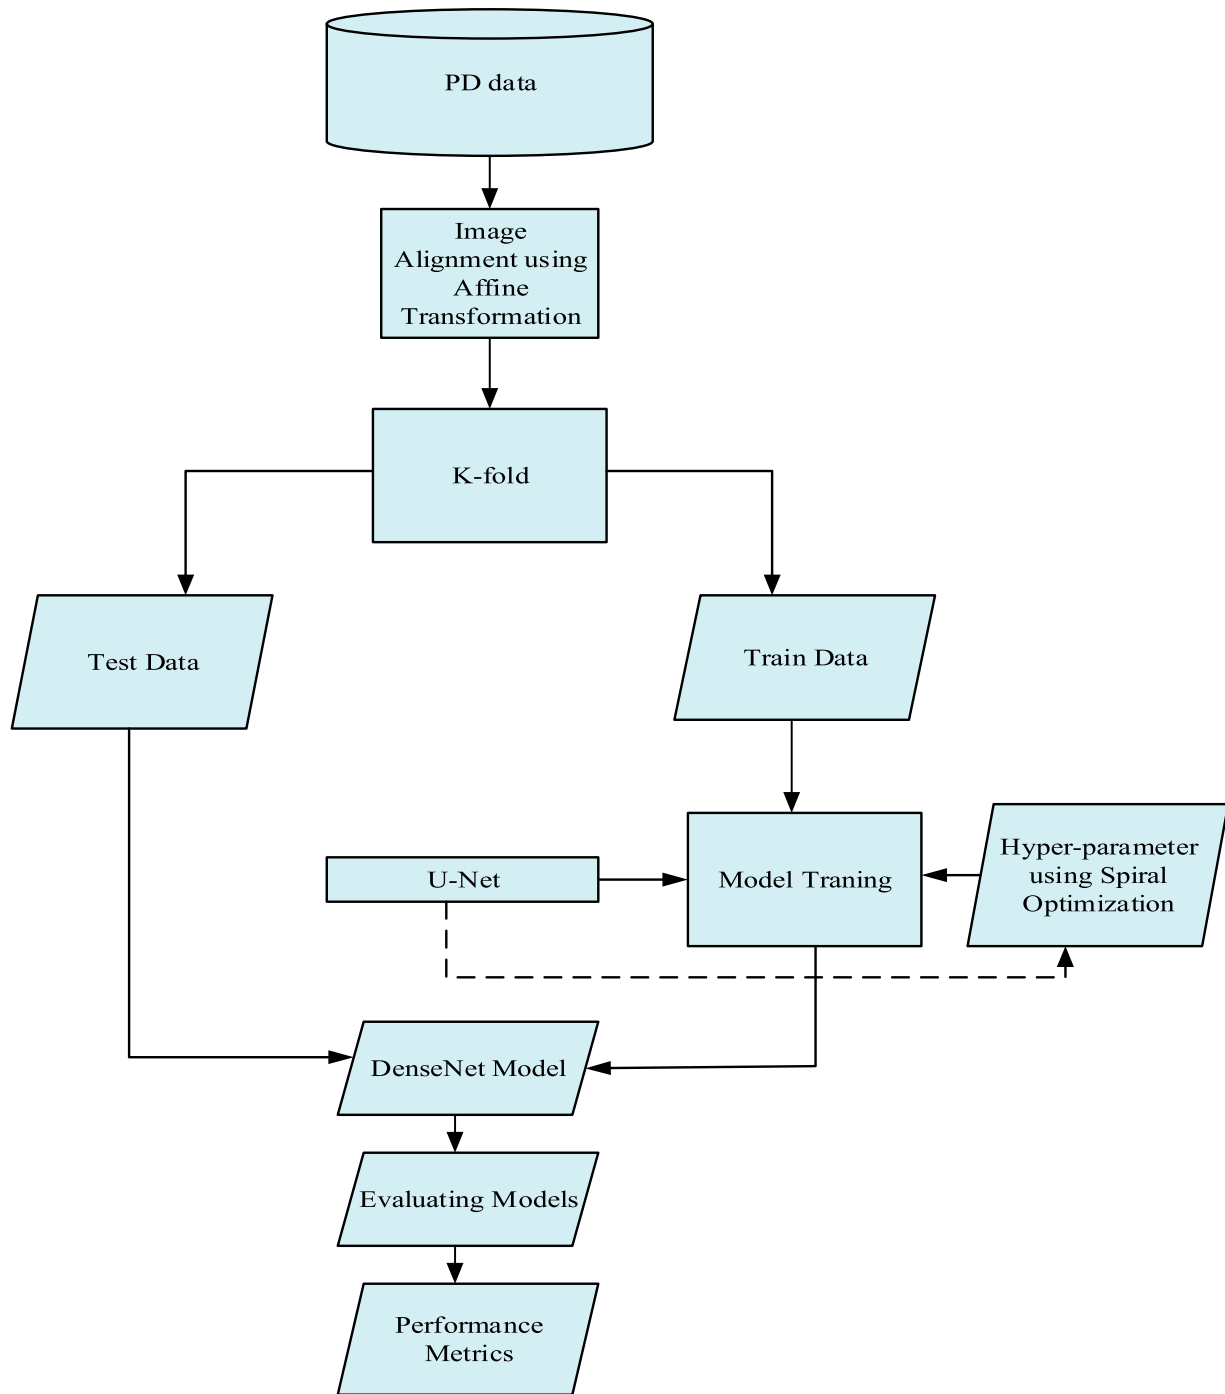 PD data
Image
Alignment using
Affine
Transformation
K-fold
Test Data
Train Data
U-Net
Model Traning
Hyper-parameter
using Spiral
Optimization
DenseNet Model
Evaluating Models
Performance
Metrics